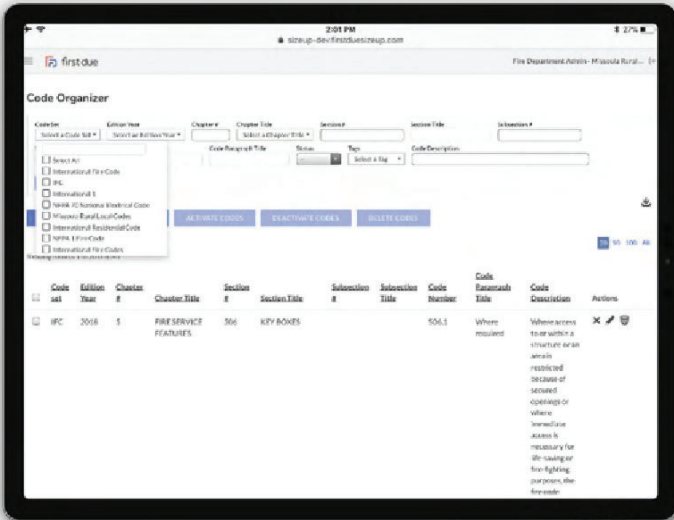 2:01 PM
27%
sizeup-dev.firstduesizeup.com
firstdue
Fire Department Admin - Missoula Rural...
Code Organizer
Code Set
Edition Year
Chapter #
Chapter Title
Section #
Section Title
Subsection #
Select a Code Set
Select an Edition Year
Select a Chapter Title
Code Paragraph Title
Status
Tags
Code Description
Select a Tag
Select All
International Fire Code
International 1
NFPA 70 National Electrical Code
Missoula Rural Local Codes
International Residential Code
NFPA 1 Fire Code
International Fire Codes
ACTIVATE CODES
DEACTIVATE CODES
DELETE CODES
50 100 All
Code set
Edition Year
Chapter #
Chapter Title
Section #
Section Title
Subsection #
Subsection Title
Code Number
Code Paragraph Title
Code Description
Actions
IFC
2018
5
FIRE SERVICE FEATURES
506
KEY BOXES
506.1
Where required
Where access
to or within a
structure or an
area is
restricted
because of
secured
openings or
where
immediate
access is
necessary for
life-saving or
fire-fighting
purposes, the
fire code